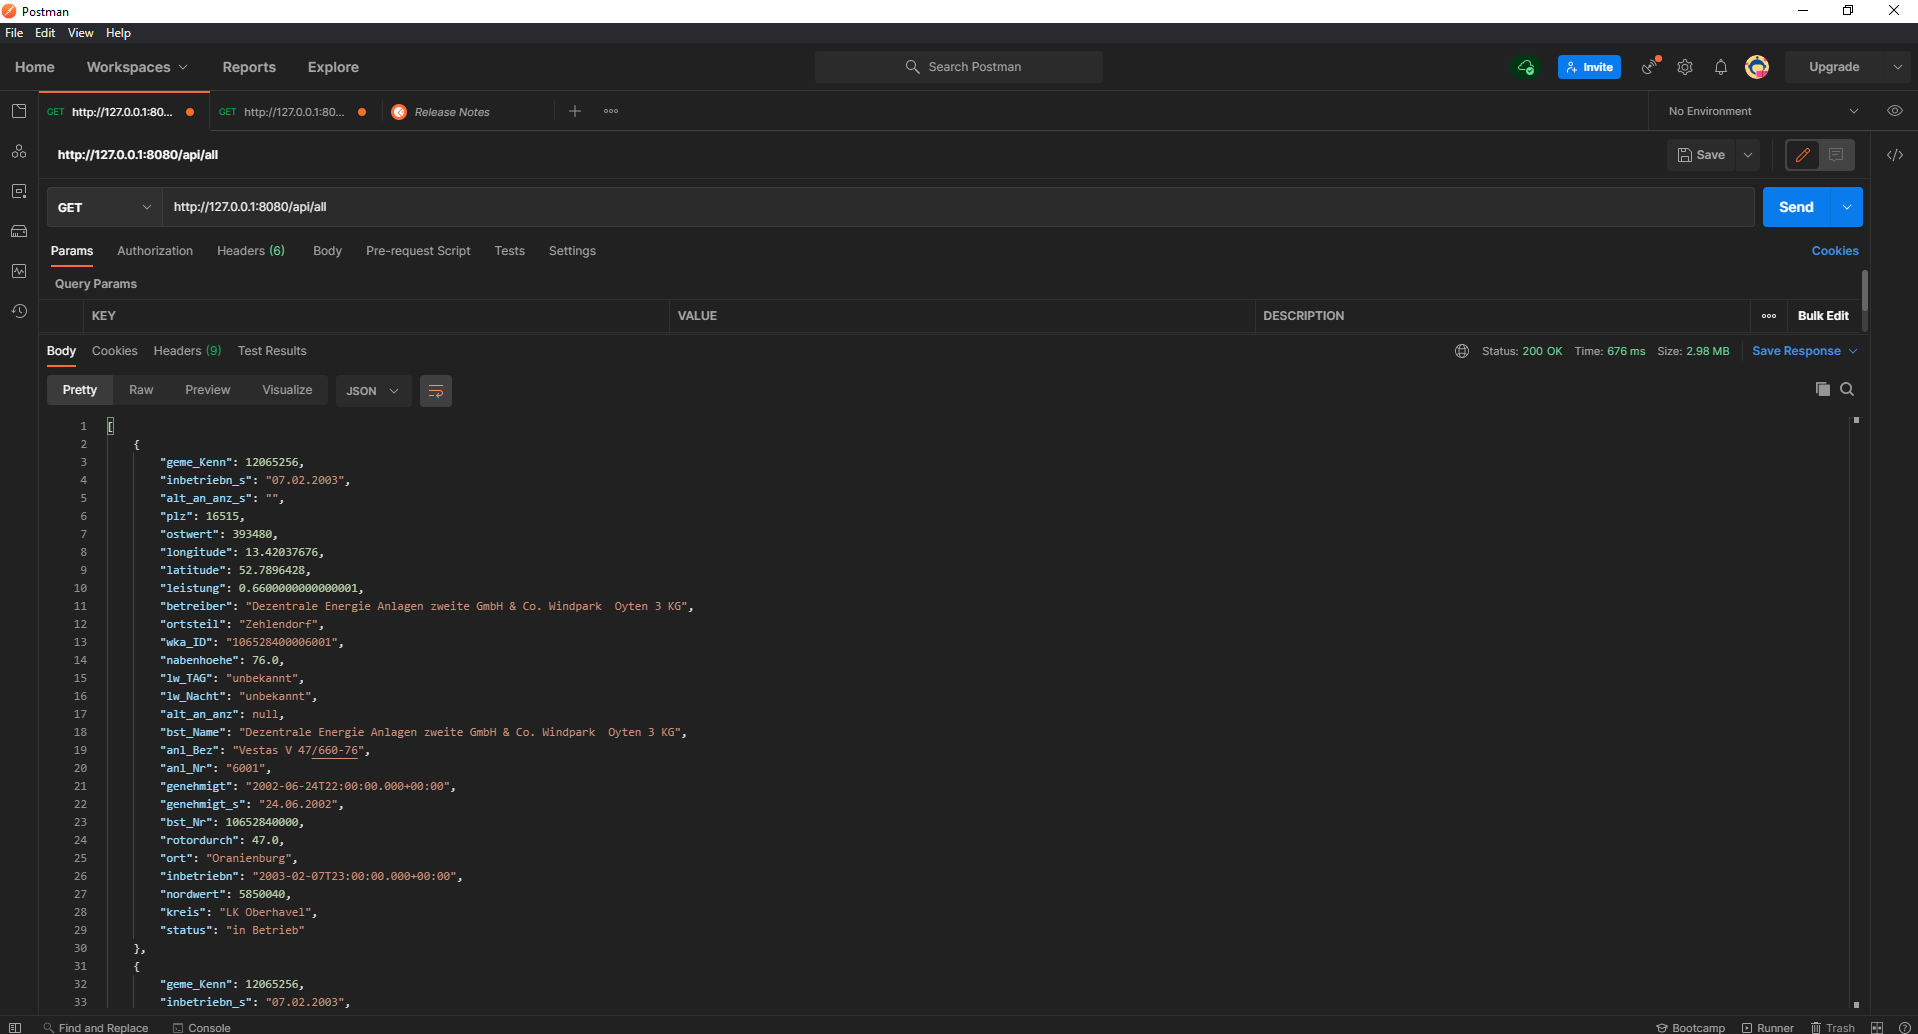 Postman
File Edit View Help
Home Workspaces Reports Explore Search Postman Invite Upgrade
GET http://127.0.0.1:80... GET http://127.0.0.1:80... Release Notes No Environment
http://127.0.0.1:8080/api/all Save
GET http://127.0.0.1:8080/api/all Send
Params Authorization Headers (6) Body Pre-request Script Tests Settings Cookies
Query Params
KEY VALUE DESCRIPTION Bulk Edit
Body Cookies Headers (9) Test Results Status: 200 OK Time: 676 ms Size: 2.98 MB Save Response
Pretty Raw Preview Visualize JSON
1 [
2 {
3 "geme_Kenn": 12065256,
4 "inbetriebn_s": "07.02.2003",
5 "alt_an_anz_s": "",
6 "plz": 16515,
7 "ostwert": 393480,
8 "longitude": 13.42037676,
9 "latitude": 52.7896428,
10 "leistung": 0.6600000000000001,
11 "betreiber": "Dezentrale Energie Anlagen zweite GmbH & Co. Windpark  Oyten 3 KG",
12 "ortsteil": "Zehlendorf",
13 "wka_ID": "106528400006001",
14 "nabenhoehe": 76.0,
15 "lw_TAG": "unbekannt",
16 "lw_Nacht": "unbekannt",
17 "alt_an_anz": null,
18 "bst_Name": "Dezentrale Energie Anlagen zweite GmbH & Co. Windpark  Oyten 3 KG",
19 "anl_Bez": "Vestas V 47/660-76",
20 "anl_Nr": "6001",
21 "genehmigt": "2002-06-24T22:00:00.000+00:00",
22 "genehmigt_s": "24.06.2002",
23 "bst_Nr": 10652840000,
24 "rotordurch": 47.0,
25 "ort": "Oranienburg",
26 "inbetriebn": "2003-02-07T23:00:00.000+00:00",
27 "nordwert": 5850040,
28 "kreis": "LK Oberhavel",
29 "status": "in Betrieb"
30 },
31 {
32 "geme_Kenn": 12065256,
33 "inbetriebn_s": "07.02.2003",
Find and Replace Console Bootcamp Runner Trash